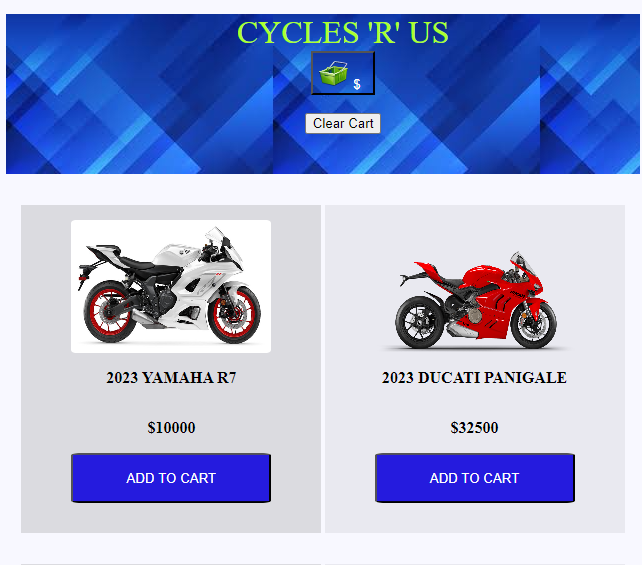 CYCLES 'R' US
$
Clear Cart
2023 YAMAHA R7
$10000
ADD TO CART
2023 DUCATI PANIGALE
$32500
ADD TO CART